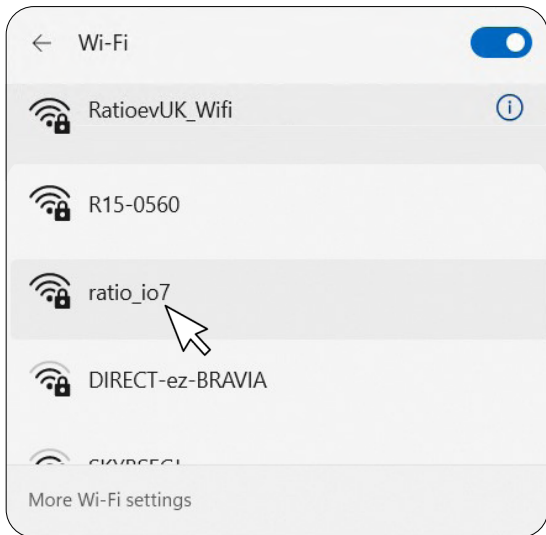 Wi-Fi
RatioevUK_Wifi
R15-0560
ratio_io7
DIRECT-ez-BRAVIA
More Wi-Fi settings